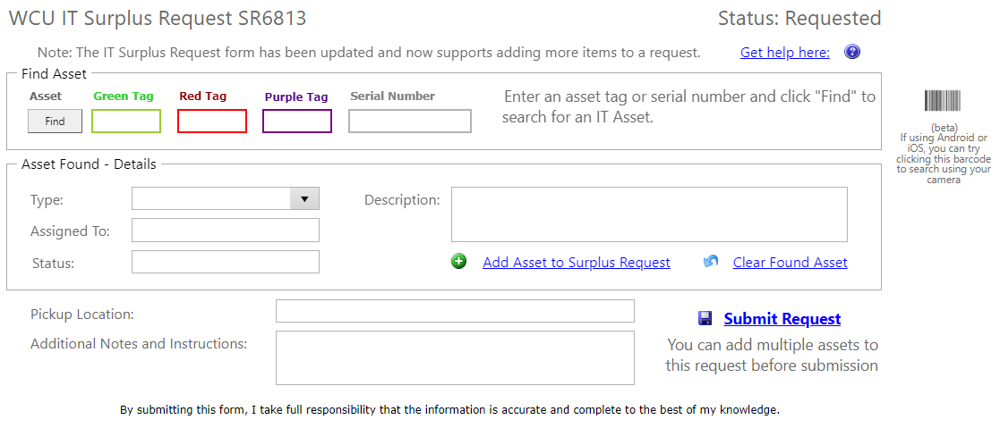 WCU IT Surplus Request SR6813
Status: Requested
Note: The IT Surplus Request form has been updated and now supports adding more items to a request.
Get help here: ?
Find Asset
Asset Green Tag Red Tag Purple Tag Serial Number
Find
Enter an asset tag or serial number and click "Find" to
search for an IT Asset.
(beta)
If using Android or
iOS, you can try
clicking this barcode
to search using your
camera
Asset Found - Details
Type:
Description:
Assigned To:
Status:
Add Asset to Surplus Request
Clear Found Asset
Pickup Location:
Submit Request
Additional Notes and Instructions:
You can add multiple assets to
this request before submission
By submitting this form, I take full responsibility that the information is accurate and complete to the best of my knowledge.